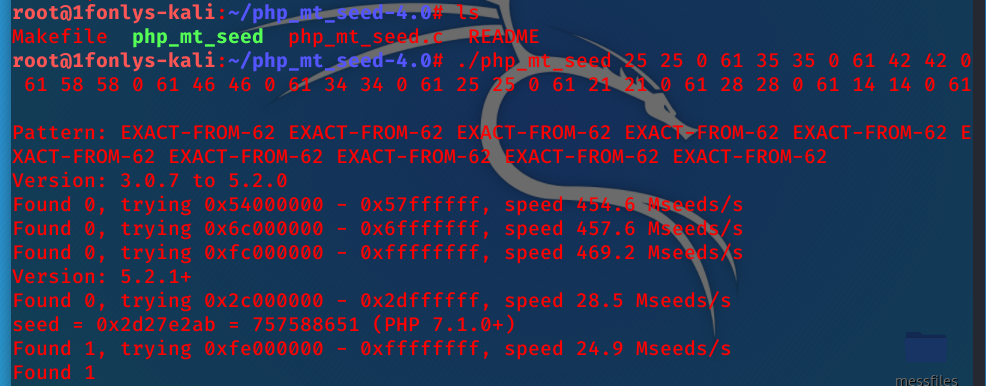 root@1fonlys-kali:~/php_mt_seed-4.0# ls
Makefile  php_mt_seed  php_mt_seed.c  README
root@1fonlys-kali:~/php_mt_seed-4.0# ./php_mt_seed 25 25 0 61 35 35 0 61 42 42 0
 61 58 58 0 61 46 46 0 61 34 34 0 61 25 25 0 61 21 21 0 61 28 28 0 61 14 14 0 61
Pattern: EXACT-FROM-62 EXACT-FROM-62 EXACT-FROM-62 EXACT-FROM-62 EXACT-FROM-62 E
XACT-FROM-62 EXACT-FROM-62 EXACT-FROM-62 EXACT-FROM-62 EXACT-FROM-62
Version: 3.0.7 to 5.2.0
Found 0, trying 0x54000000 - 0x57ffffff, speed 454.6 Mseeds/s
Found 0, trying 0x6c000000 - 0x6fffffff, speed 457.6 Mseeds/s
Found 0, trying 0xfc000000 - 0xffffffff, speed 469.2 Mseeds/s
Version: 5.2.1+
Found 0, trying 0x2c000000 - 0x2dffffff, speed 28.5 Mseeds/s
seed = 0x2d27e2ab = 757588651 (PHP 7.1.0+)
Found 1, trying 0xfe000000 - 0xffffffff, speed 24.9 Mseeds/s
Found 1
messfiles